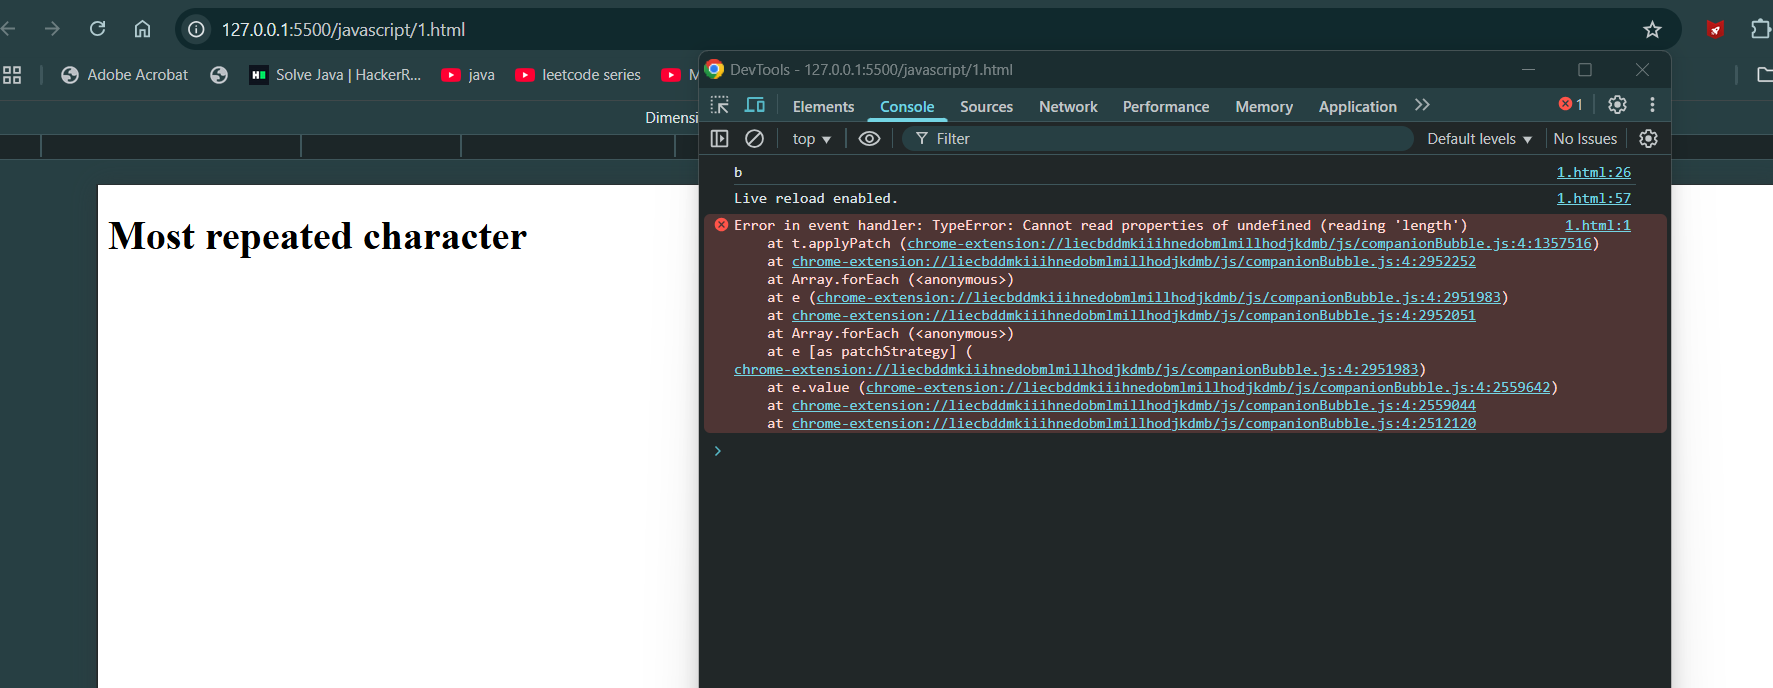 127.0.0.1:5500/javascript/1.html
Adobe Acrobat
Solve Java | HackerR...
java
leetcode series
M
DevTools - 127.0.0.1:5500/javascript/1.html
Dimensi
Elements Console Sources Network Performance Memory Application 1
top Filter Default levels No Issues
b 1.html:26
Live reload enabled. 1.html:57
Error in event handler: TypeError: Cannot read properties of undefined (reading 'length') 1.html:1
at t.applyPatch (chrome-extension://liecbddmkiiihnedobmlmillhodjkdmb/js/companionBubble.js:4:1357516)
at chrome-extension://liecbddmkiiihnedobmlmillhodjkdmb/js/companionBubble.js:4:2952252
at Array.forEach (<anonymous>)
at e (chrome-extension://liecbddmkiiihnedobmlmillhodjkdmb/js/companionBubble.js:4:2951983)
at chrome-extension://liecbddmkiiihnedobmlmillhodjkdmb/js/companionBubble.js:4:2952051
at Array.forEach (<anonymous>)
at e [as patchStrategy] (
chrome-extension://liecbddmkiiihnedobmlmillhodjkdmb/js/companionBubble.js:4:2951983)
at e.value (chrome-extension://liecbddmkiiihnedobmlmillhodjkdmb/js/companionBubble.js:4:2559642)
at chrome-extension://liecbddmkiiihnedobmlmillhodjkdmb/js/companionBubble.js:4:2559044
at chrome-extension://liecbddmkiiihnedobmlmillhodjkdmb/js/companionBubble.js:4:2512120
Most repeated character